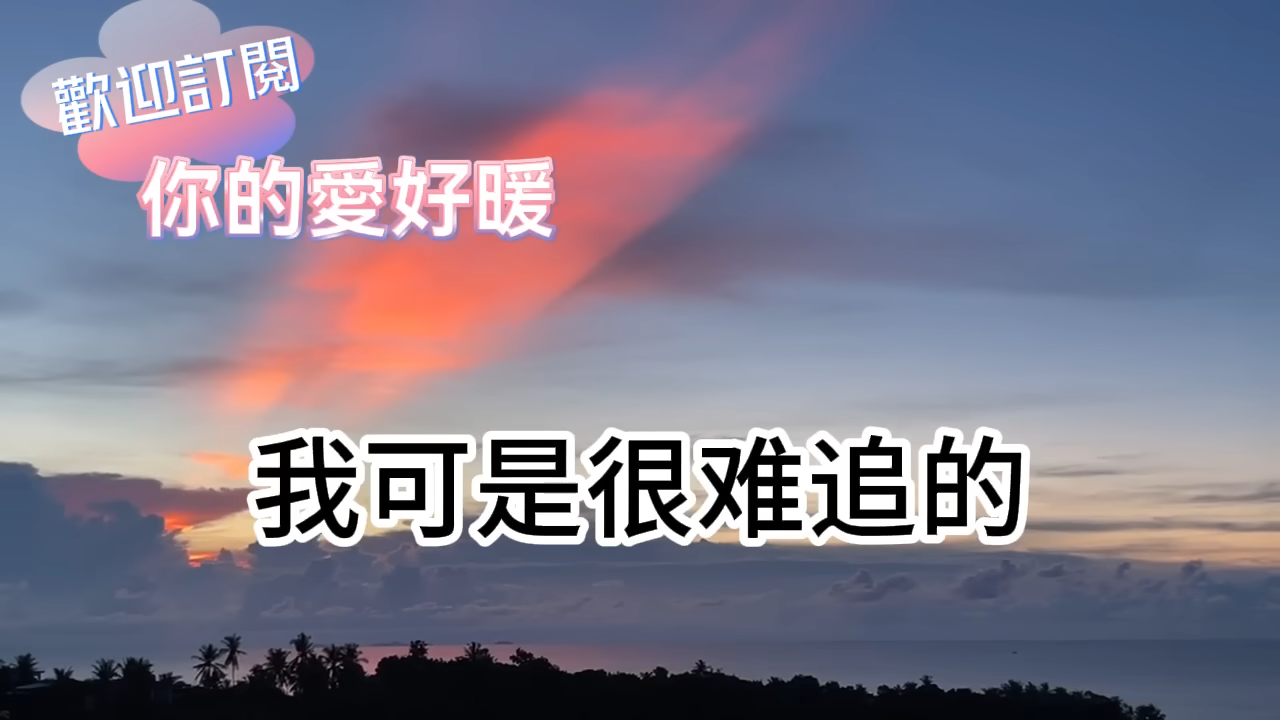 歡迎訂閱
你的愛好暖
我可是很难追的